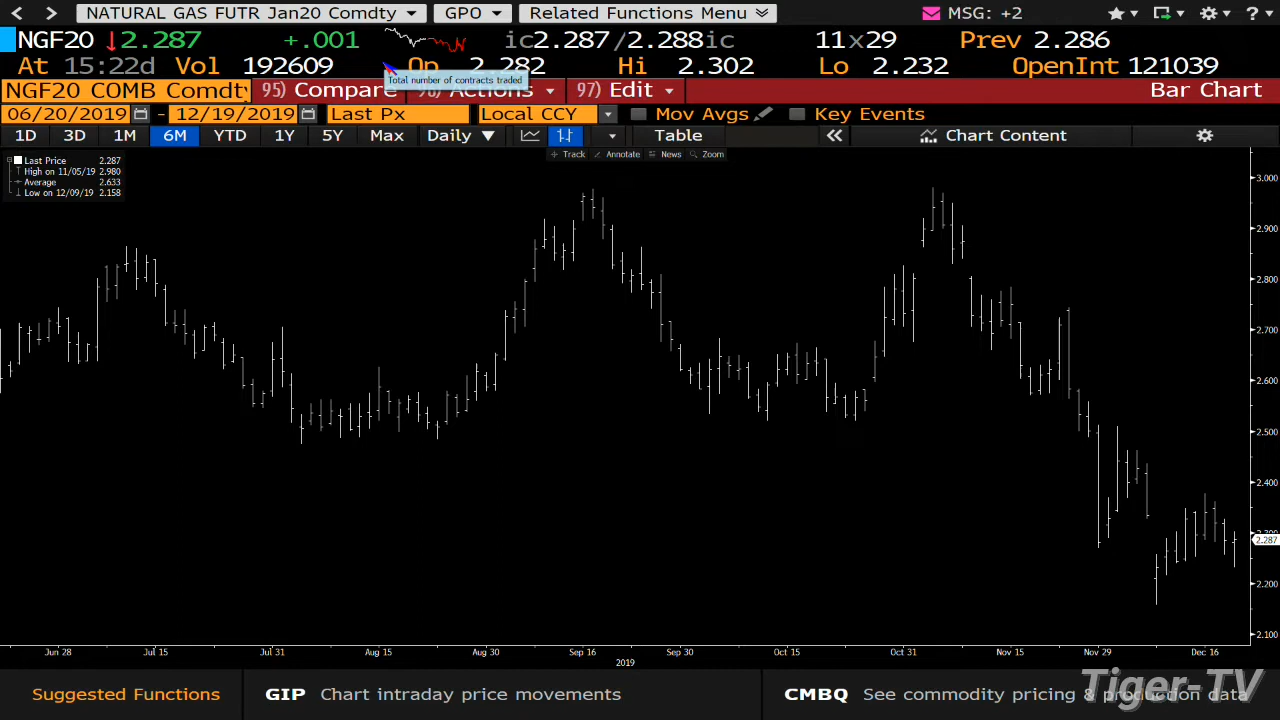 NATURAL GAS FUTR Jan20 Comdty GPO Related Functions Menu MSG: +2 ?
NGF20 ↓2.287 +.001 ic2.287/2.288ic 11x29 Prev 2.286
At 15:22d Vol 192609 Op 2.282 Hi 2.302 Lo 2.232 OpenInt 121039
Total number of contracts traded
NGF20 COMB Comdty 95) Compare Actions 97) Edit Bar Chart
06/20/2019 - 12/19/2019 Last Px Local CCY Mov Avgs Key Events
1D 3D 1M 6M YTD 1Y 5Y Max Daily ▼ Table « Chart Content
Track Annotate News Zoom
Last Price 2.287
High on 11/05/19 2.980
Average 2.633
Low on 12/09/19 2.158
3.000
2.900
2.800
2.700
2.600
2.500
2.400
2.287
2.200
2.100
Jun 28 Jul 15 Jul 31 Aug 15 Aug 30 Sep 16 Sep 30 Oct 15 Oct 31 Nov 15 Nov 29 Dec 16
2019
Suggested Functions GIP Chart intraday price movements CMBQ See commodity pricing & production data
Tiger-TV